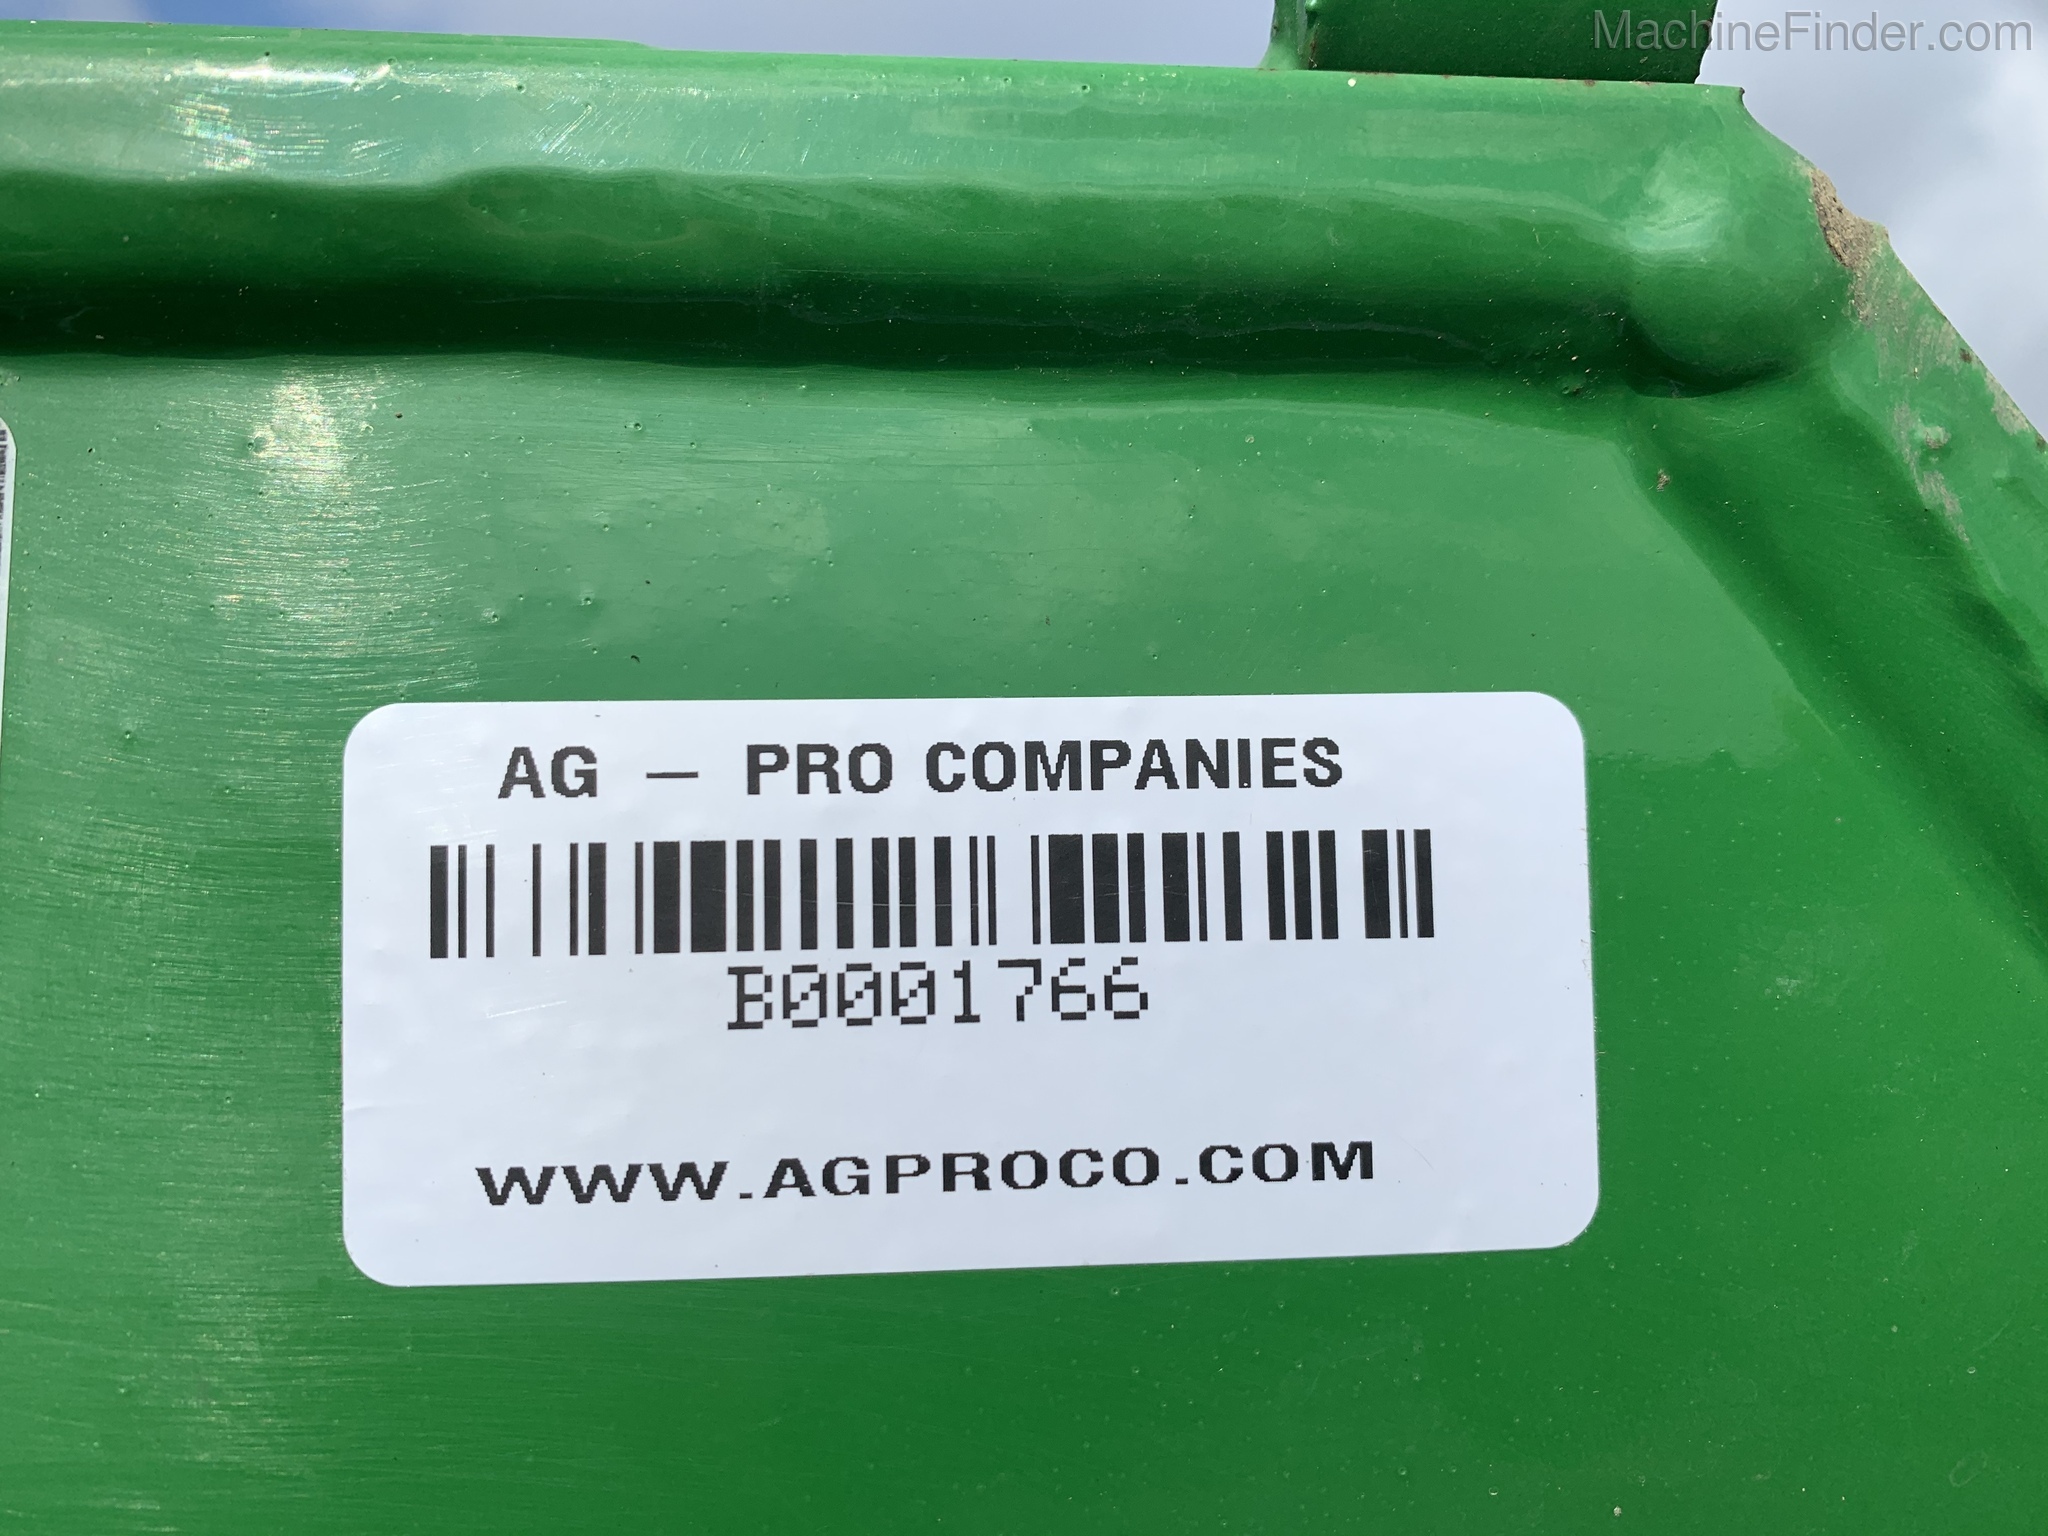 MachineFinder.com
AG - PRO COMPANIES
B0001766
WWW.AGPROCO.COM